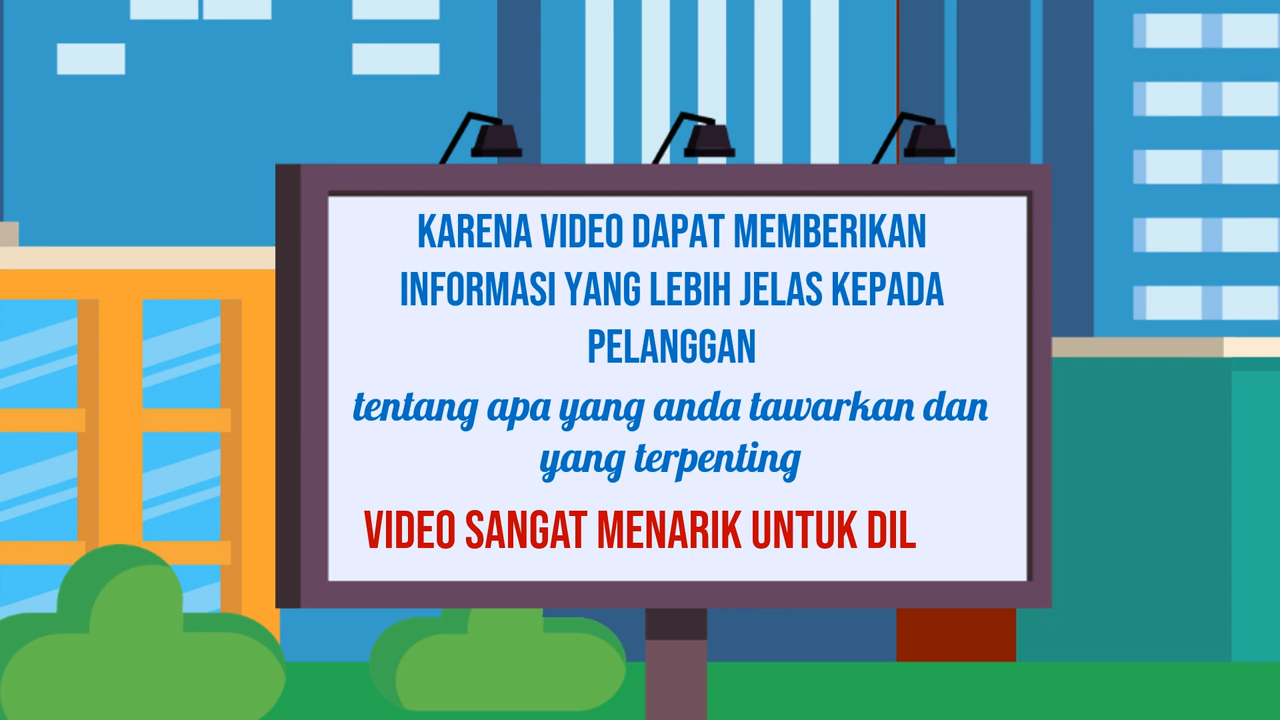 KARENA VIDEO DAPAT MEMBERIKAN
INFORMASI YANG LEBIH JELAS KEPADA
PELANGGAN
tentang apa yang anda tawarkan dan
yang terpenting
VIDEO SANGAT MENARIK UNTUK DIL